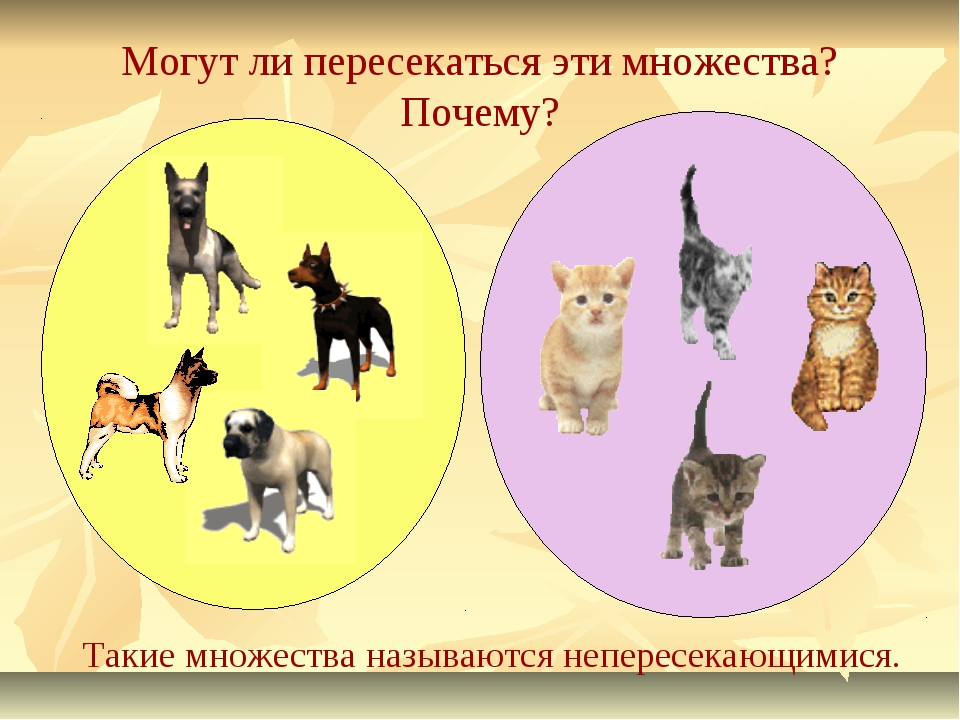 Могут ли пересекаться эти множества?
Почему?
Такие множества называются непересекающимися.